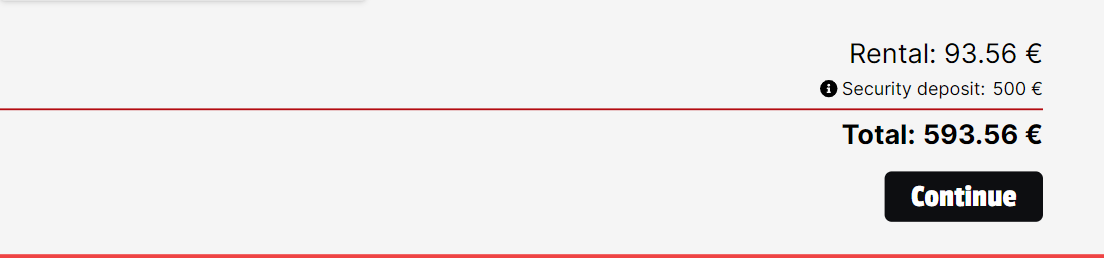 Rental: 93.56 €
Security deposit: 500 €
Total: 593.56 €
Continue